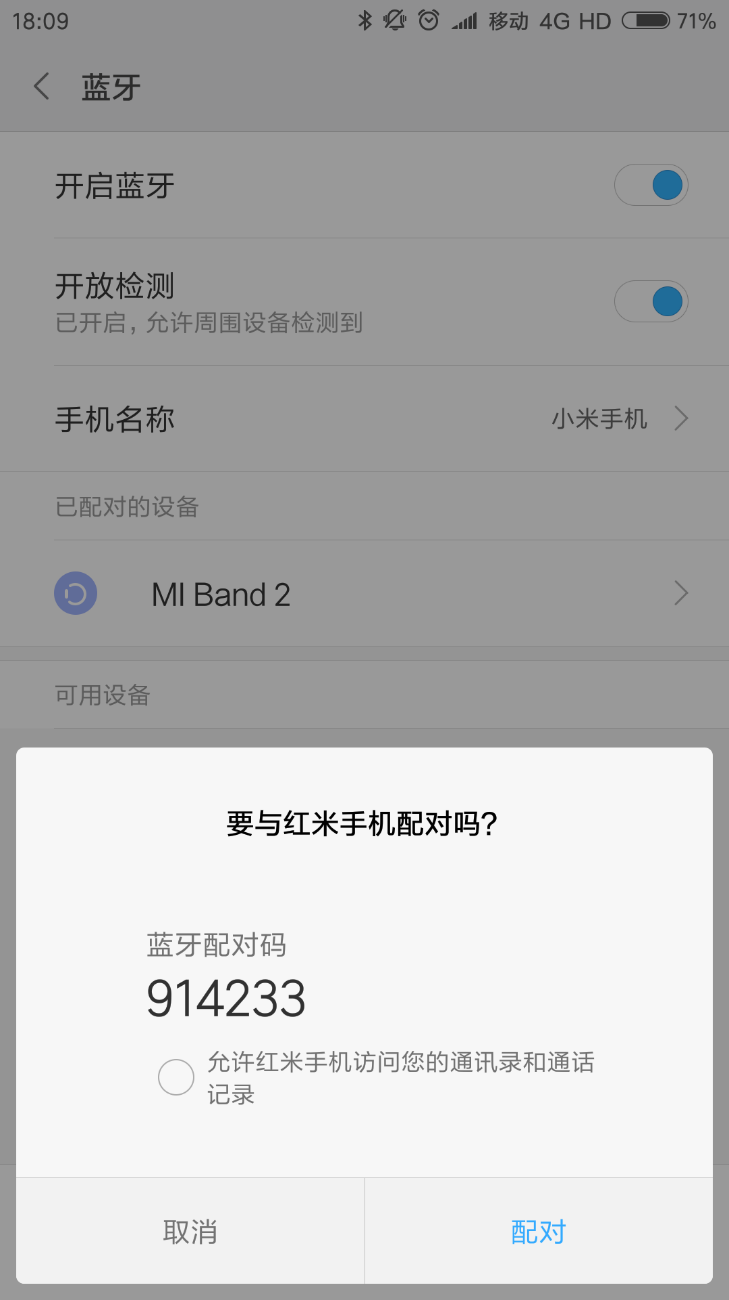 18:09 移动 4G HD 71%
蓝牙
开启蓝牙
开放检测
已开启，允许周围设备检测到
手机名称 小米手机
已配对的设备
MI Band 2
可用设备
要与红米手机配对吗?
蓝牙配对码
914233
允许红米手机访问您的通讯录和通话
记录
取消 配对